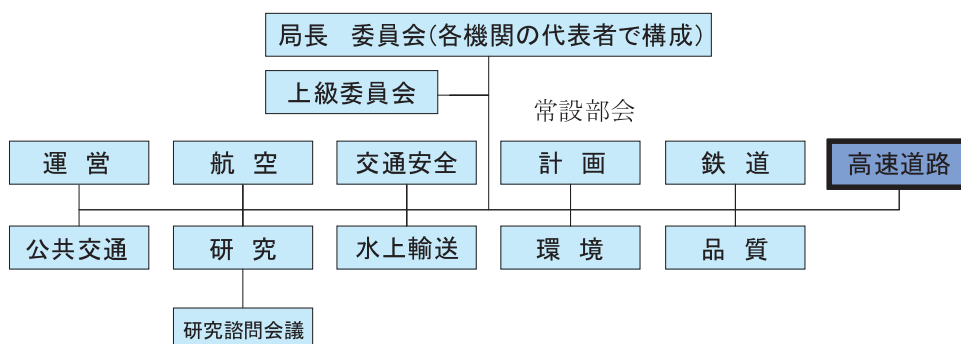 局長　委員会(各機関の代表者で構成)
上級委員会
常設部会
運　営
航　空
交通安全
計　画
鉄　道
高速道路
公共交通
研　究
水上輸送
環　境
品　質
研究諮問会議